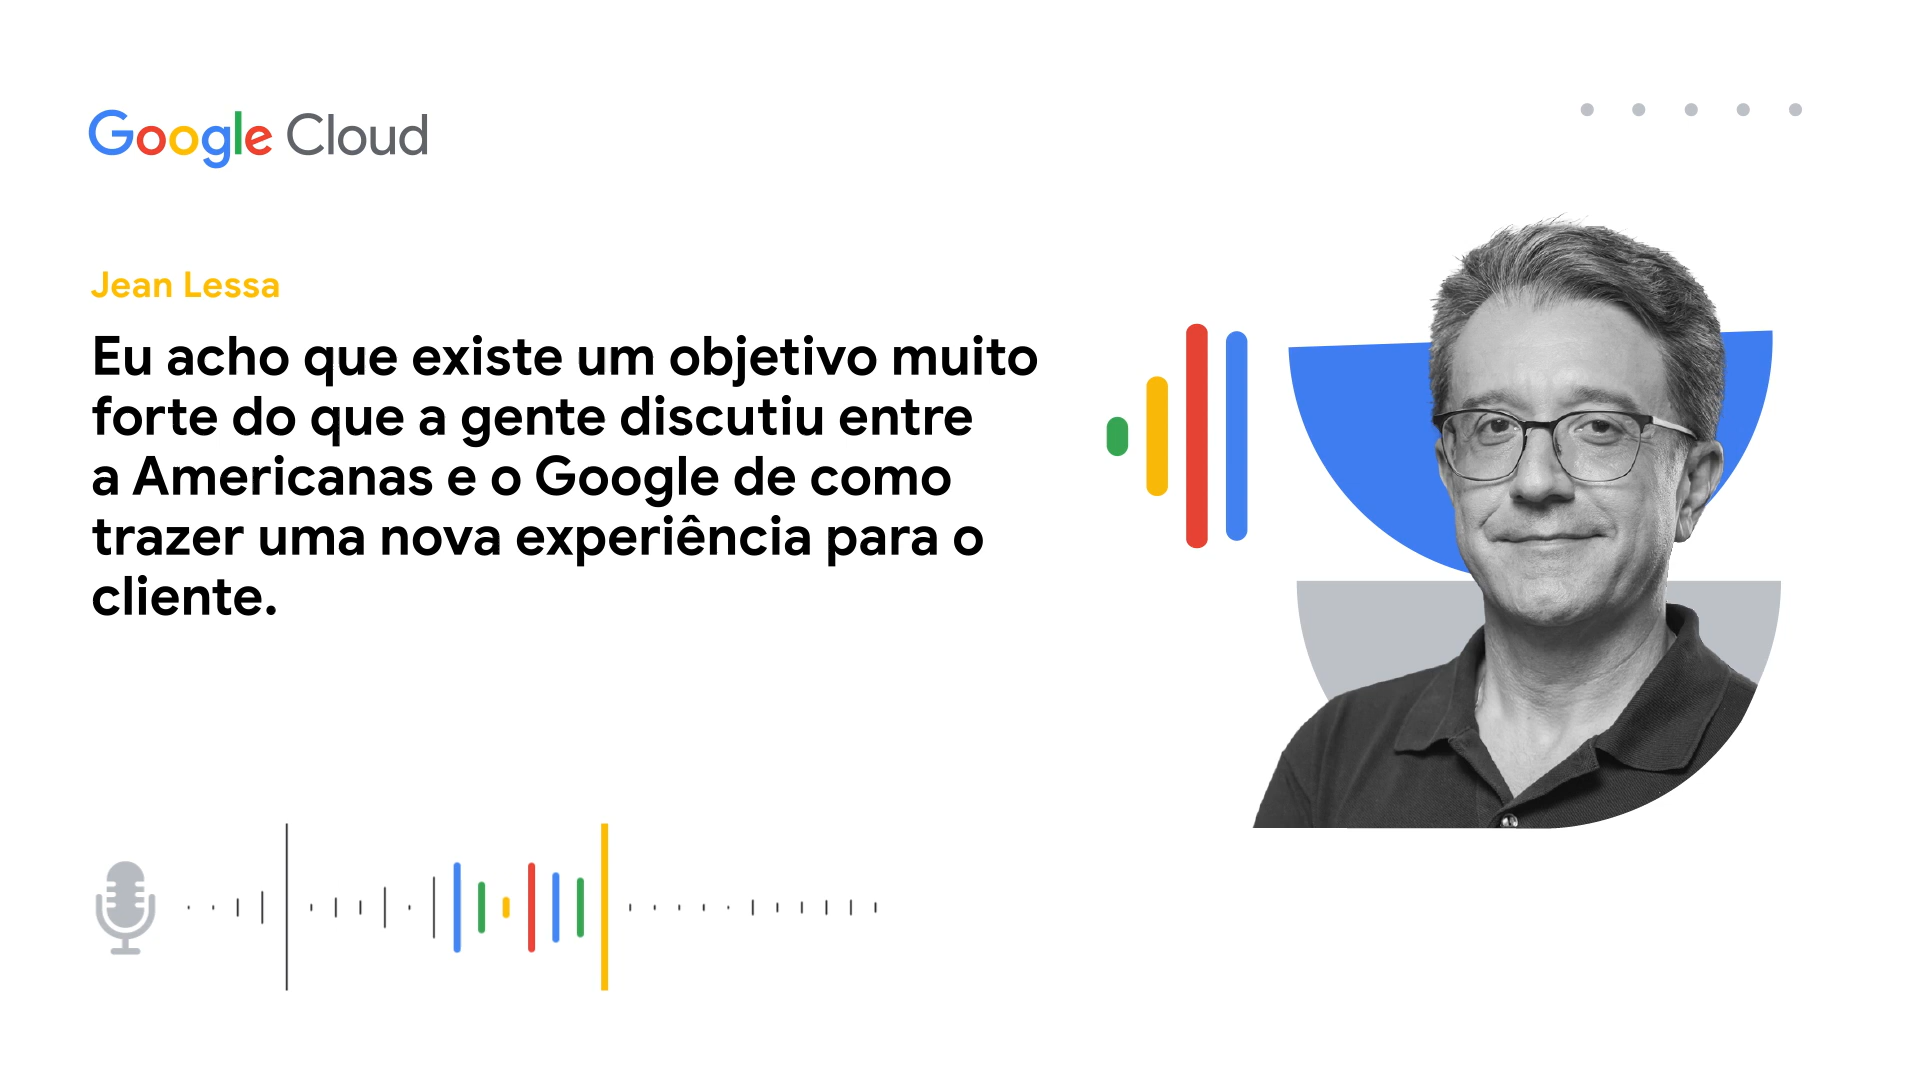 Google Cloud
Jean Lessa
Eu acho que existe um objetivo muito
forte do que a gente discutiu entre
a Americanas e o Google de como
trazer uma nova experiência para o
cliente.